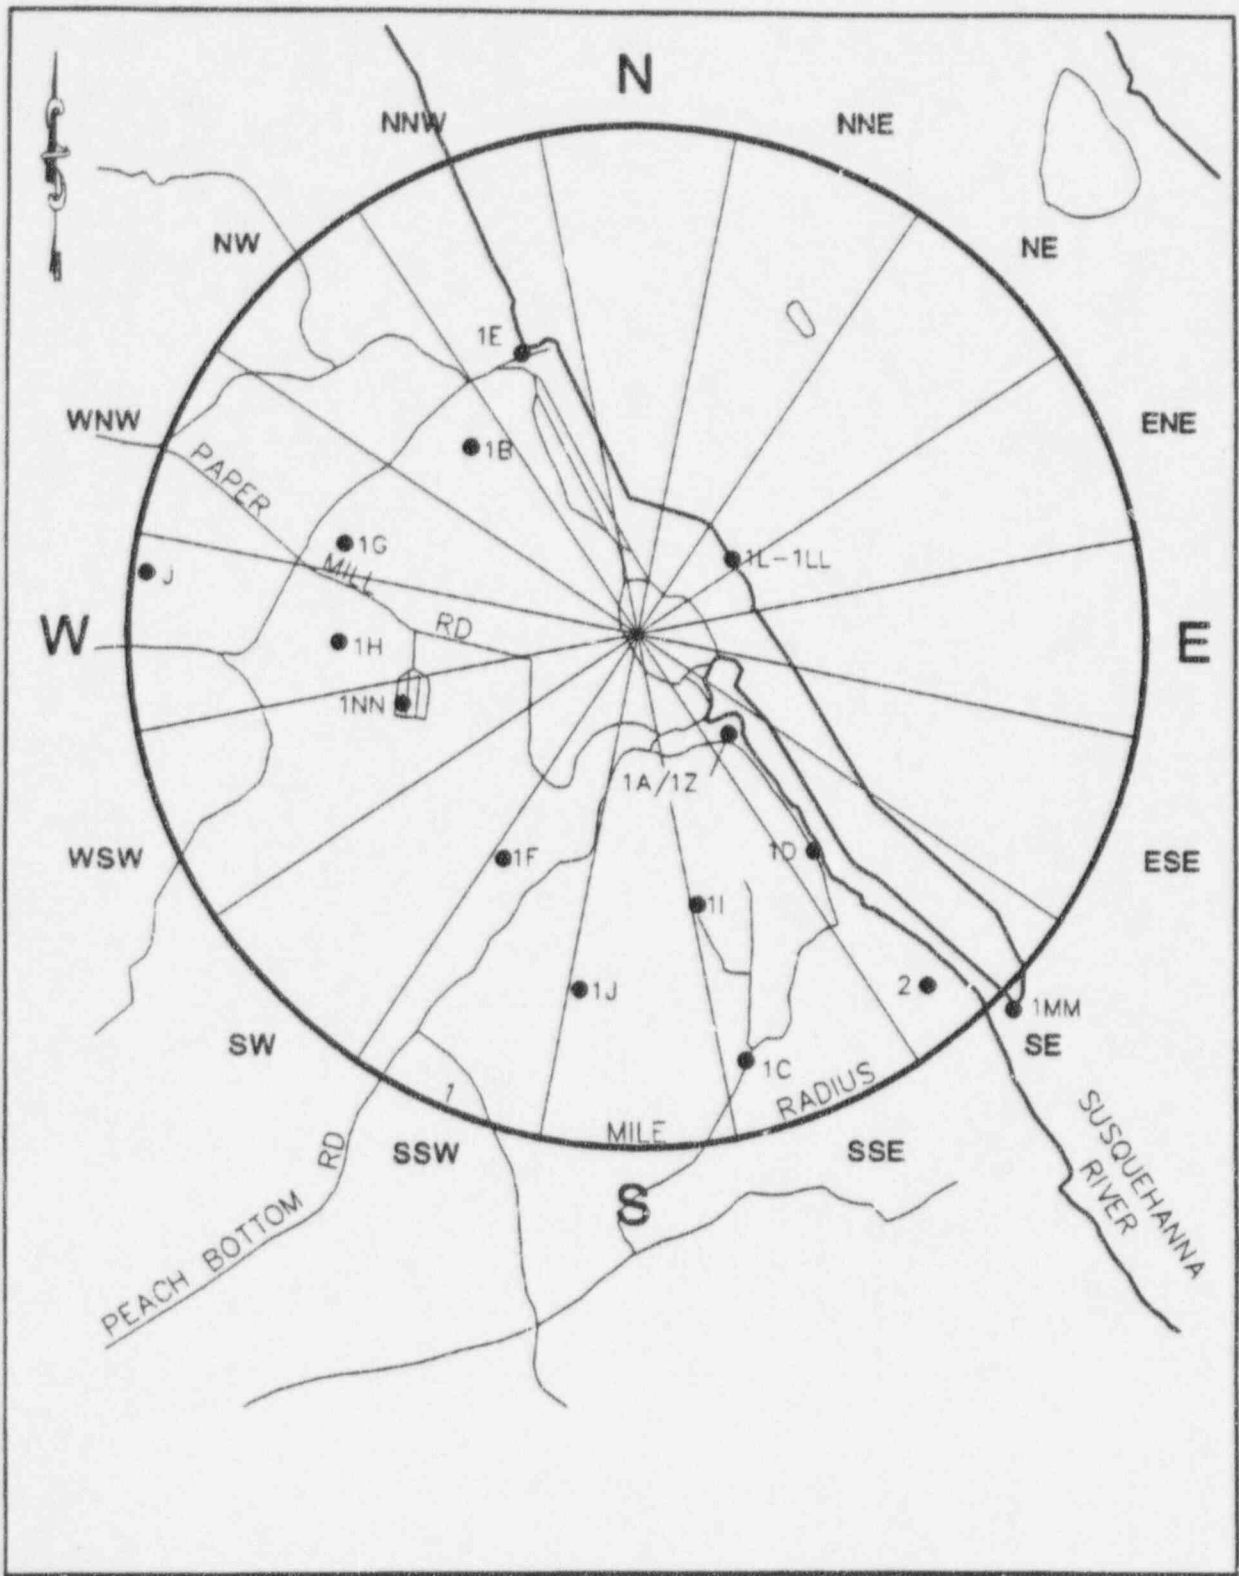 N
NNW
NNE
NW
NE
1E
WNW
ENE
PAPER
1B
1G
MILL
1L-1LL
J
W
RD
E
1H
1NN
1A/1Z
WSW
1F
1D
ESE
1I
1J
2
1MM
SW
SE
1C
1
MILE
RADIUS
SSW
SSE
S
SUSQUEHANNA
RIVER
PEACH BOTTOM RD